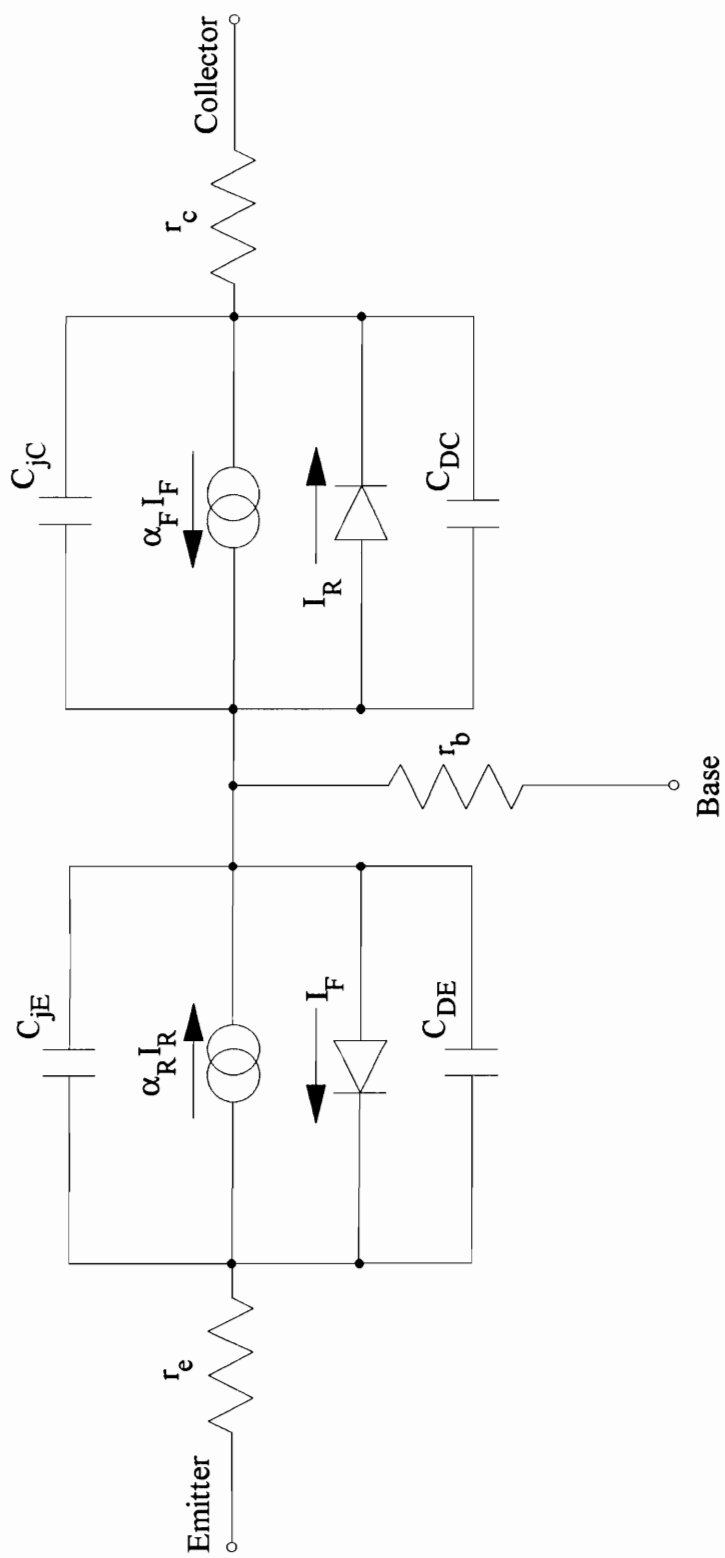 Emitter
r_e
C_jE
α_R I_R
I_F
C_DE
r_b
Base
C_jC
α_F I_F
I_R
C_DC
r_c
Collector